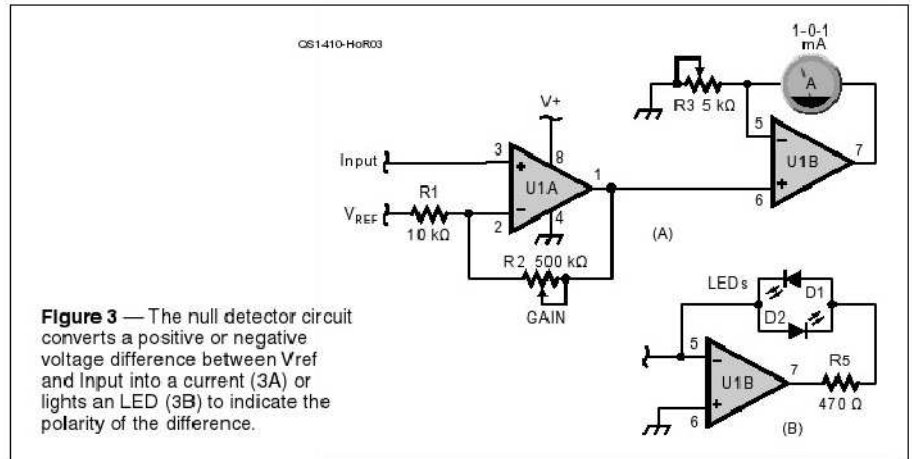 QS1410-HoR03
1-0-1
mA
A
R3 5 kΩ
V+
5
7
U1B
6
Input
3
8
1
U1A
VREF
R1
10 kΩ
2
4
(A)
R2 500 kΩ
GAIN
LEDs
D1
D2
5
7
U1B
R5
470 Ω
6
(B)
Figure 3 — The null detector circuit
converts a positive or negative
voltage difference between Vref
and Input into a current (3A) or
lights an LED (3B) to indicate the
polarity of the difference.
+
−
−
+
−
+